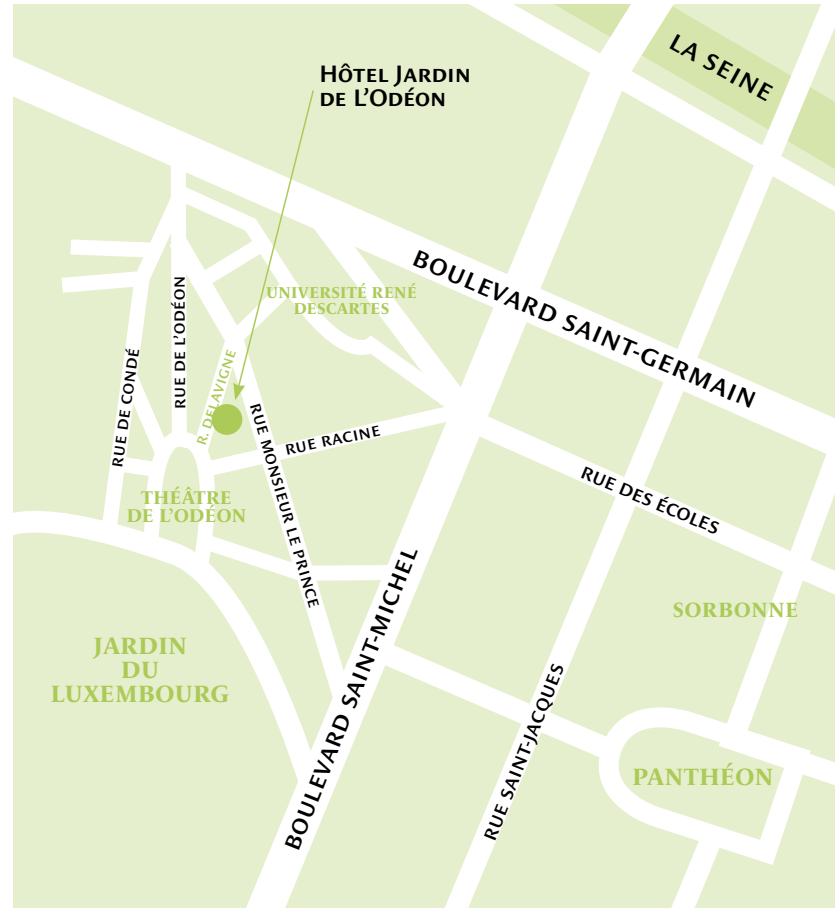 LA SEINE
HÔTEL JARDIN
DE L'ODÉON
BOULEVARD SAINT-GERMAIN
UNIVERSITÉ RENÉ
DESCARTES
RUE DE CONDÉ
RUE DE L'ODÉON
R. DELAVIGNE
RUE MONSIEUR LE PRINCE
RUE RACINE
RUE DES ÉCOLES
THÉÂTRE
DE L'ODÉON
SORBONNE
JARDIN
DU
LUXEMBOURG
BOULEVARD SAINT-MICHEL
RUE SAINT-JACQUES
PANTHÉON